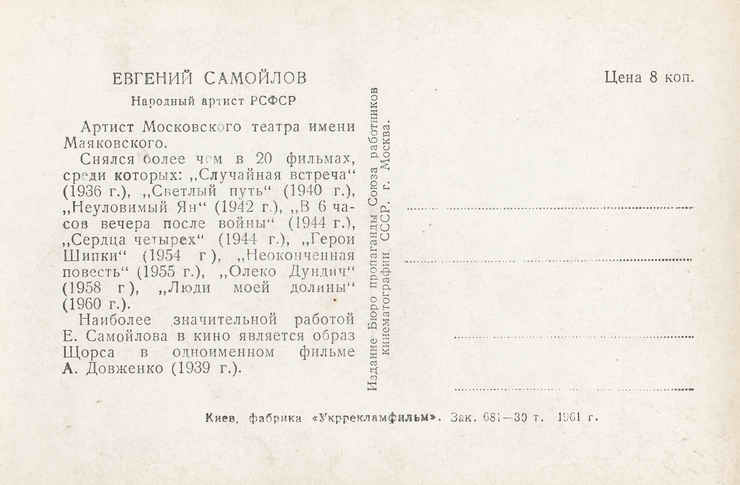 ЕВГЕНИЙ САМОЙЛОВ
Народный артист РСФСР
Артист Московского театра имени
Маяковского.
Снялся более чем в 20 фильмах,
среди которых: „Случайная встреча“
(1936 г.), „Светлый путь“ (1940 г.),
„Неуловимый Ян“ (1942 г.), „В 6 ча-
сов вечера после войны“ (1944 г.),
„Сердца четырех“ (1944 г.), „Герои
Шипки“ (1954 г), „Неоконченная
повесть“ (1955 г.), „Олеко Дундич“
(1958 г), „Люди моей долины“
(1960 г.).
Наиболее значительной работой
Е. Самойлова в кино является образ
Щорса в одноименном фильме
А. Довженко (1939 г.).
Издание Бюро пропаганды Союза работников
кинематографии СССР. г. Москва.
Цена 8 коп.
Киев, фабрика «Укррекламфильм». Зак. 681—30 т. 1961 г.